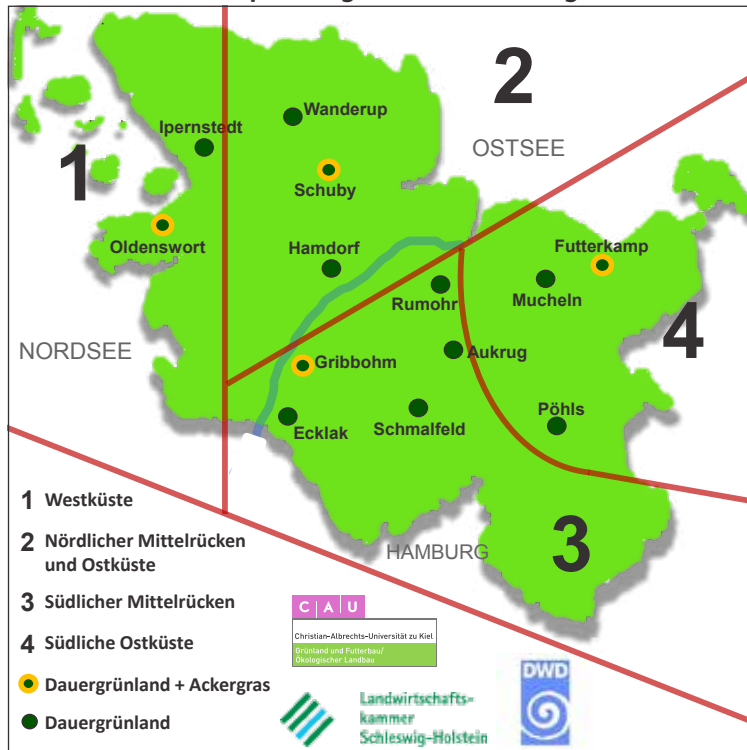 2
Wanderup
Ipernstedt
OSTSEE
1
Schuby
Oldenswort
Hamdorf
Futterkamp
Rumohr
Mucheln
4
NORDSEE
Gribbohm
Aukrug
Ecklak
Schmalfeld
Pöhls
1 Westküste
2 Nördlicher Mittelrücken
und Ostküste
3
HAMBURG
3 Südlicher Mittelrücken
4 Südliche Ostküste
Dauergrünland + Ackergras
Dauergrünland
C A U
Christian-Albrechts-Universität zu Kiel
Grünland und Futterbau/
Ökologischer Landbau
Landwirtschafts-
kammer
Schleswig-Holstein
DWD